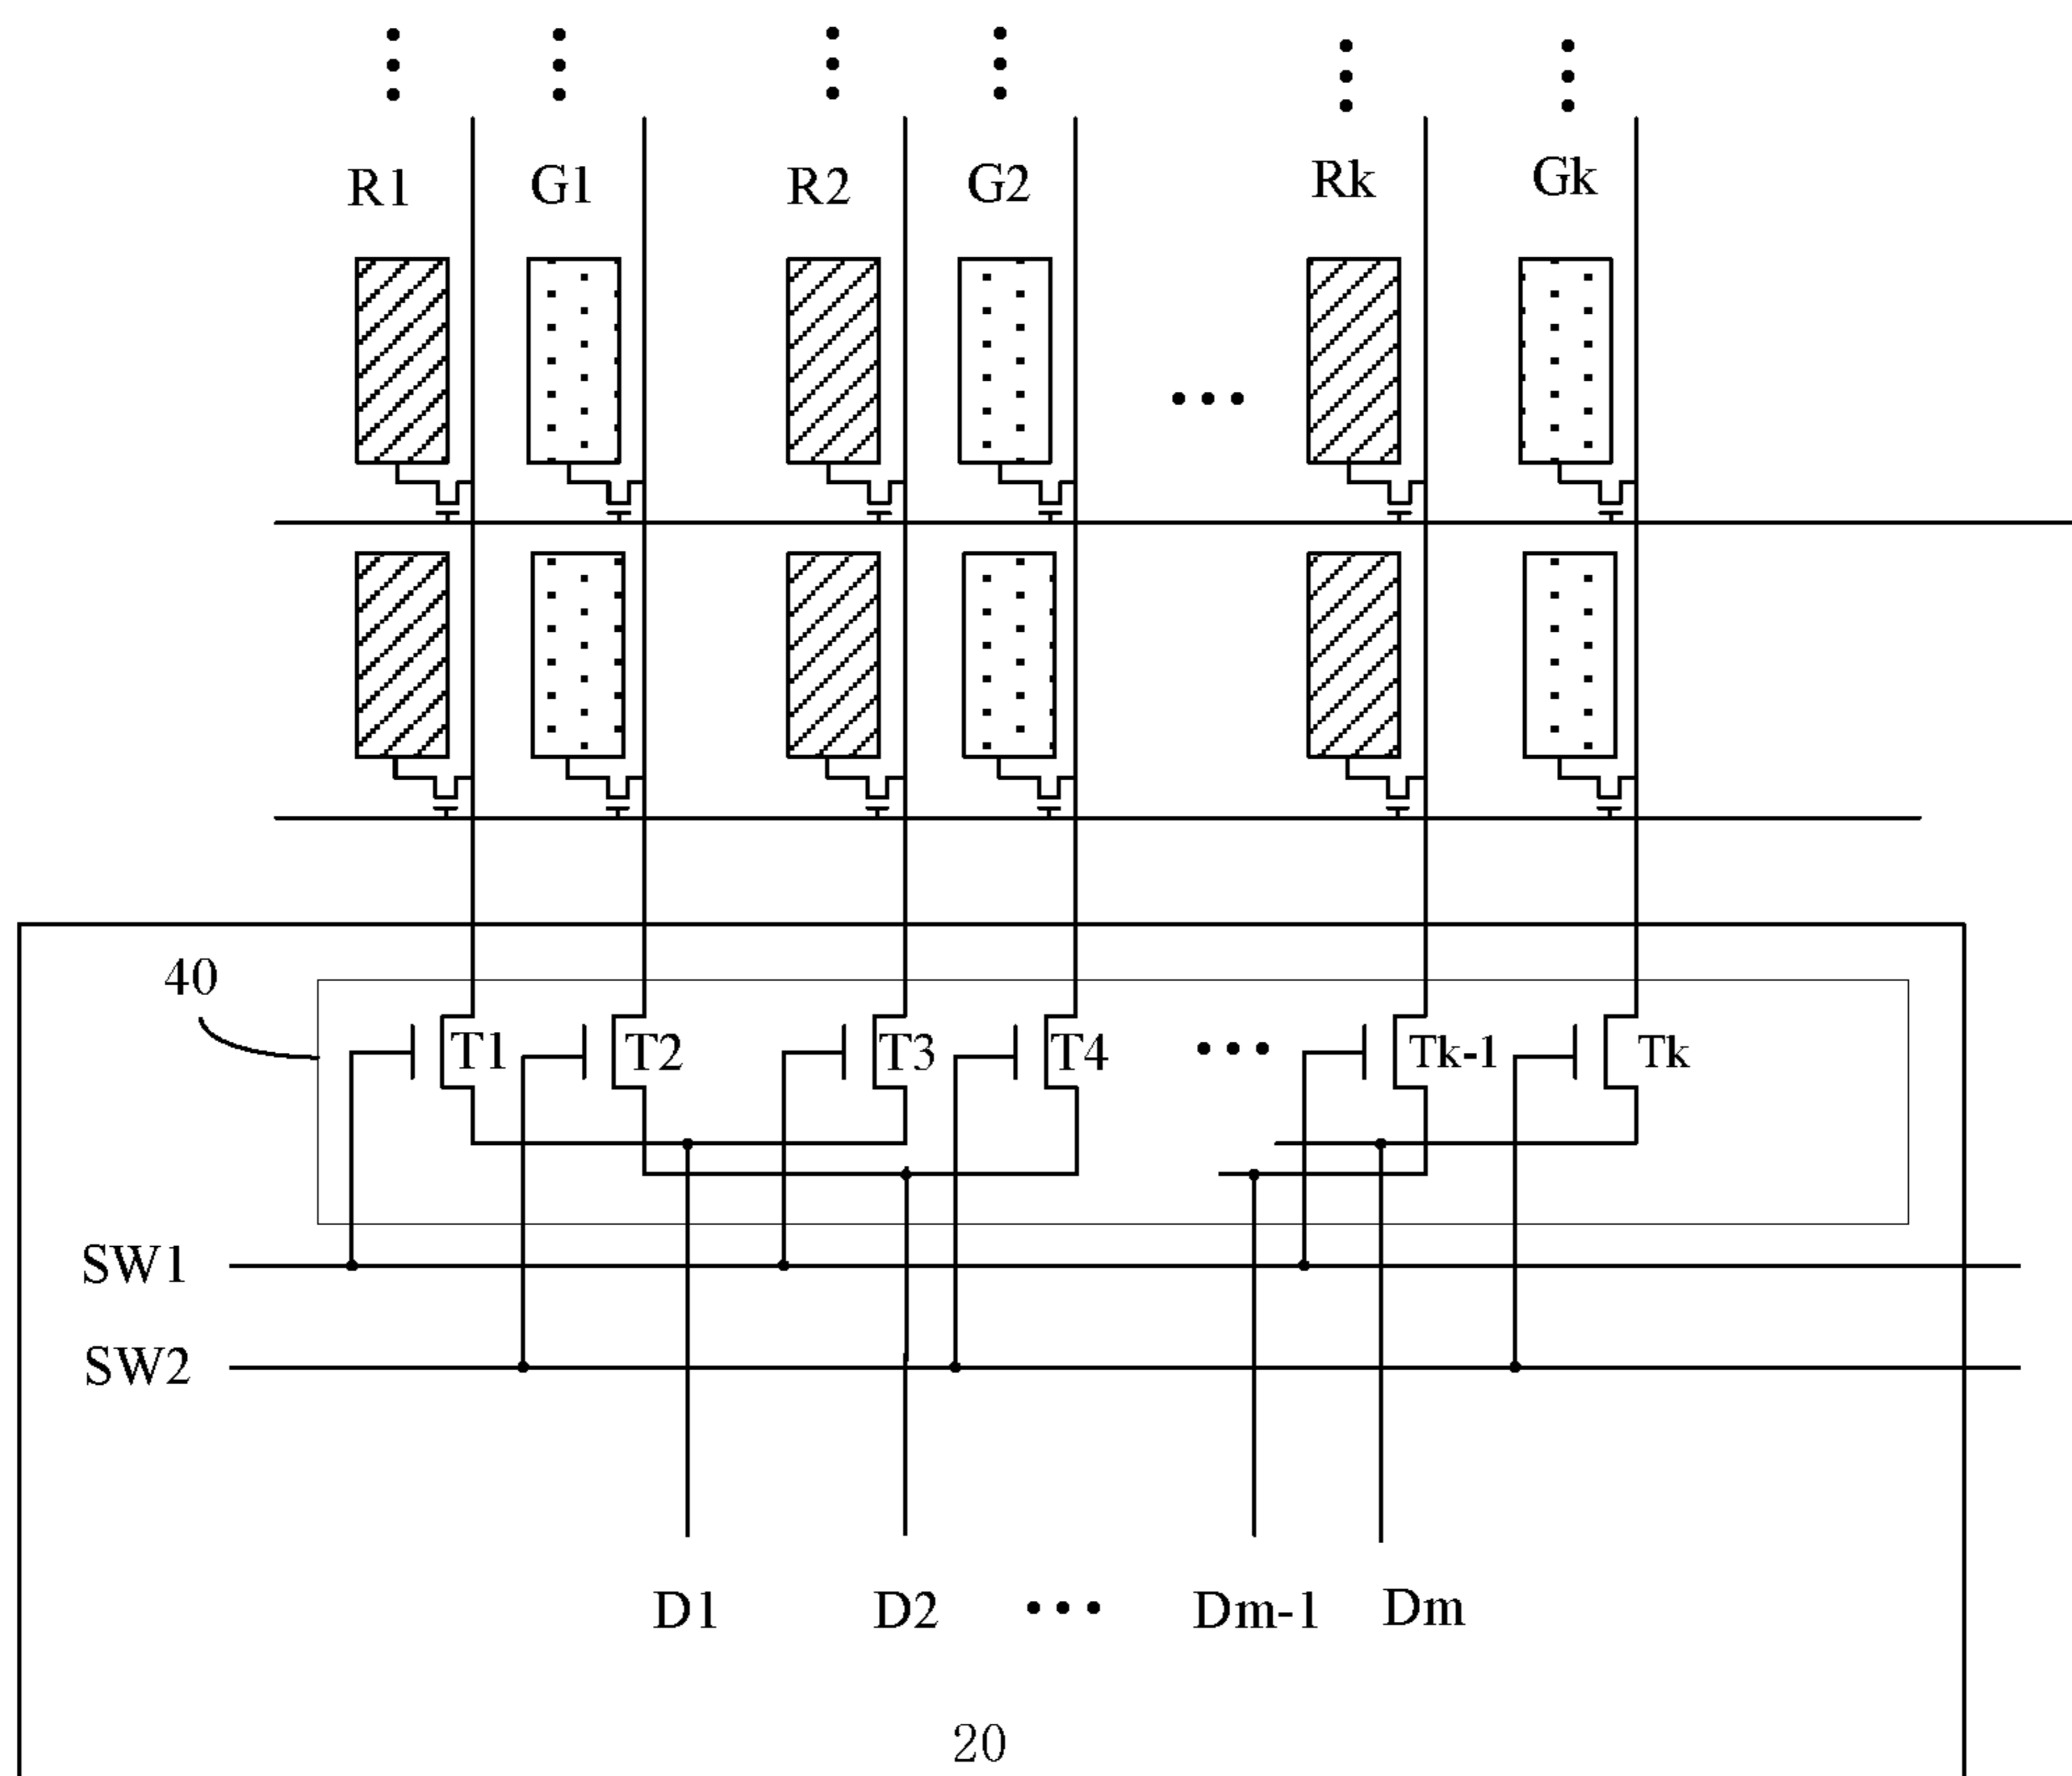 R1 G1 R2 G2 Rk Gk
40
T1 T2 T3 T4 Tk-1 Tk
SW1
SW2
D1 D2 Dm-1 Dm
20